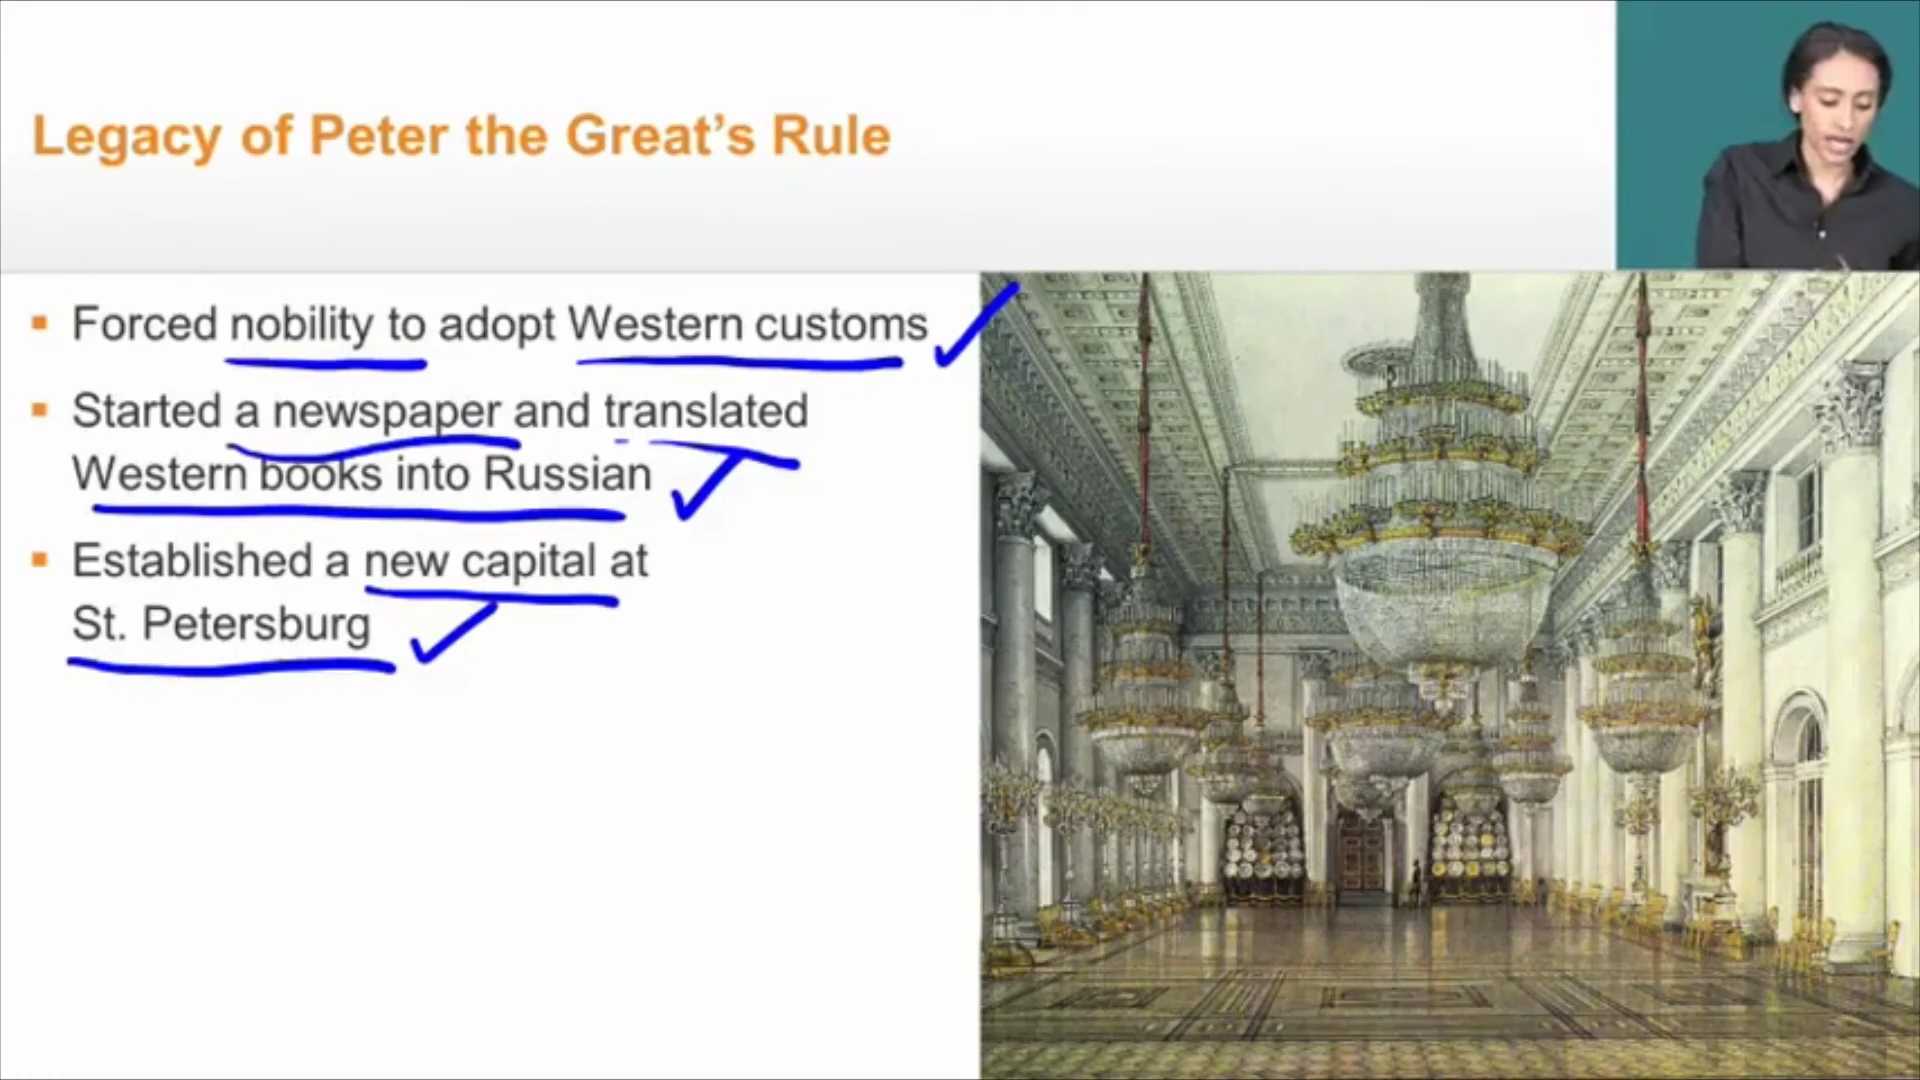 Legacy of Peter the Great's Rule
▪ Forced nobility to adopt Western customs
▪ Started a newspaper and translated
Western books into Russian
▪ Established a new capital at
St. Petersburg